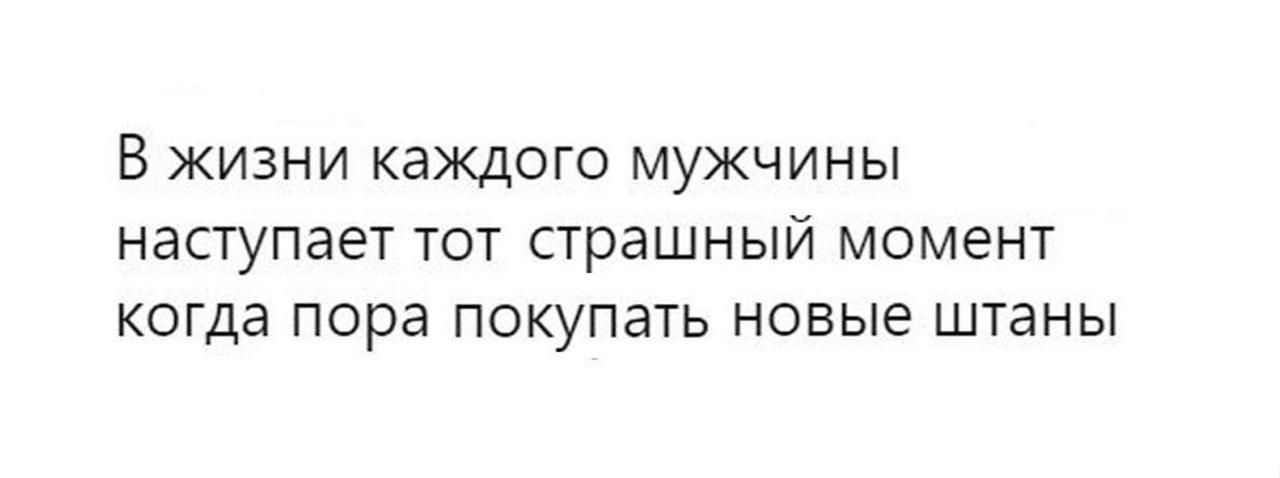 В жизни каждого мужчины
наступает тот страшный момент
когда пора покупать новые штаны